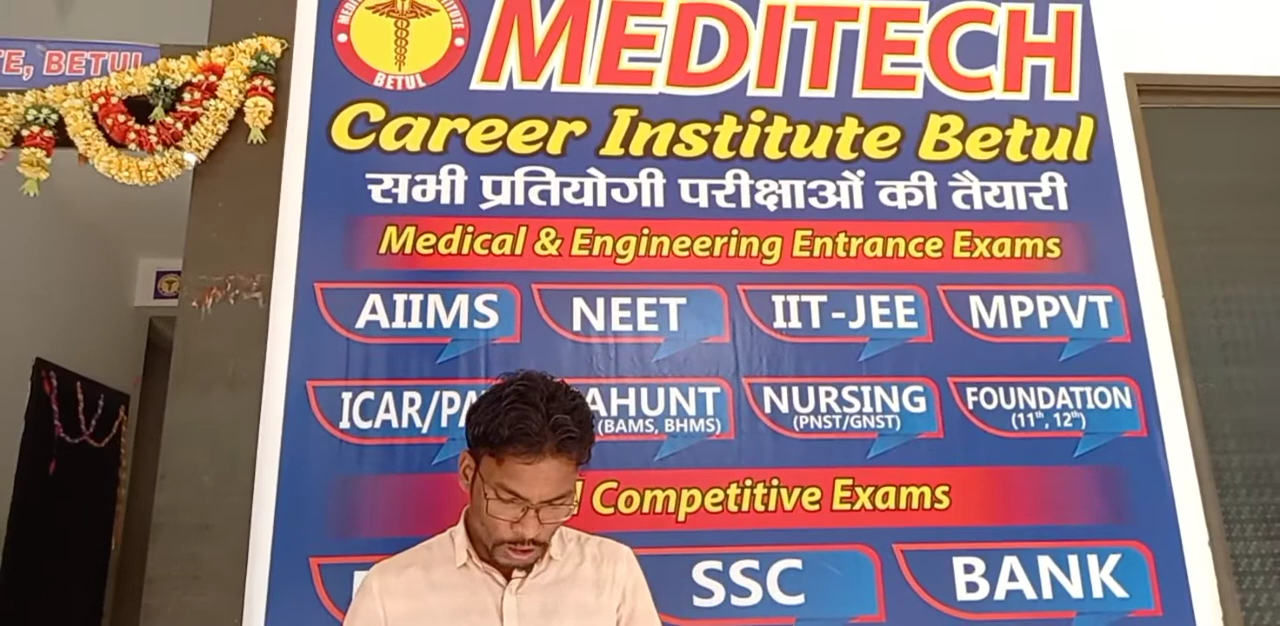 TE, BETUL
BETUL
MEDITECH
Career Institute Betul
सभी प्रतियोगी परीक्षाओं की तैयारी
Medical & Engineering Entrance Exams
AIIMS NEET IIT-JEE MPPVT
ICAR/PA AHUNT NURSING FOUNDATION
(BAMS, BHMS) (PNST/GNST) (11th, 12th)
Competitive Exams
SSC BANK